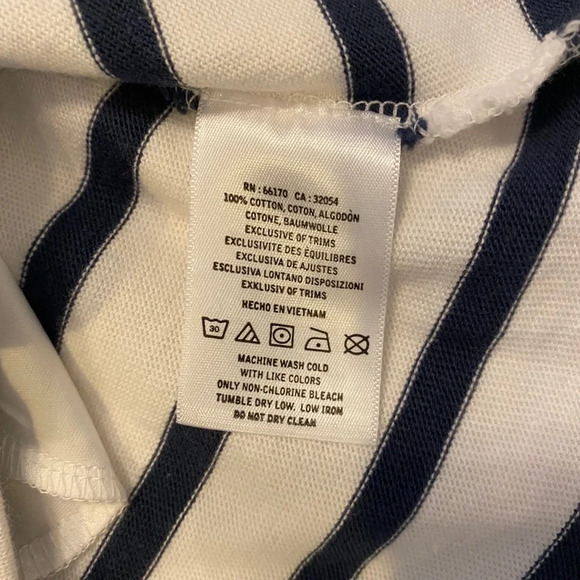 RN : 66170 CA : 32054
100% COTTON, COTON, ALGODÒN
COTONE, BAUMWOLLE
EXCLUSIVE OF TRIMS
EXCLUSIVITE DES ÉQUILIBRES
EXCLUSIVA DE AJUSTES
ESCLUSIVA LONTANO DISPOSIZIONI
EXKLUSIV OF TRIMS
HECHO EN VIETNAM
30
MACHINE WASH COLD
WITH LIKE COLORS
ONLY NON-CHLORINE BLEACH
TUMBLE DRY LOW. LOW IRON
DO NOT DRY CLEAN